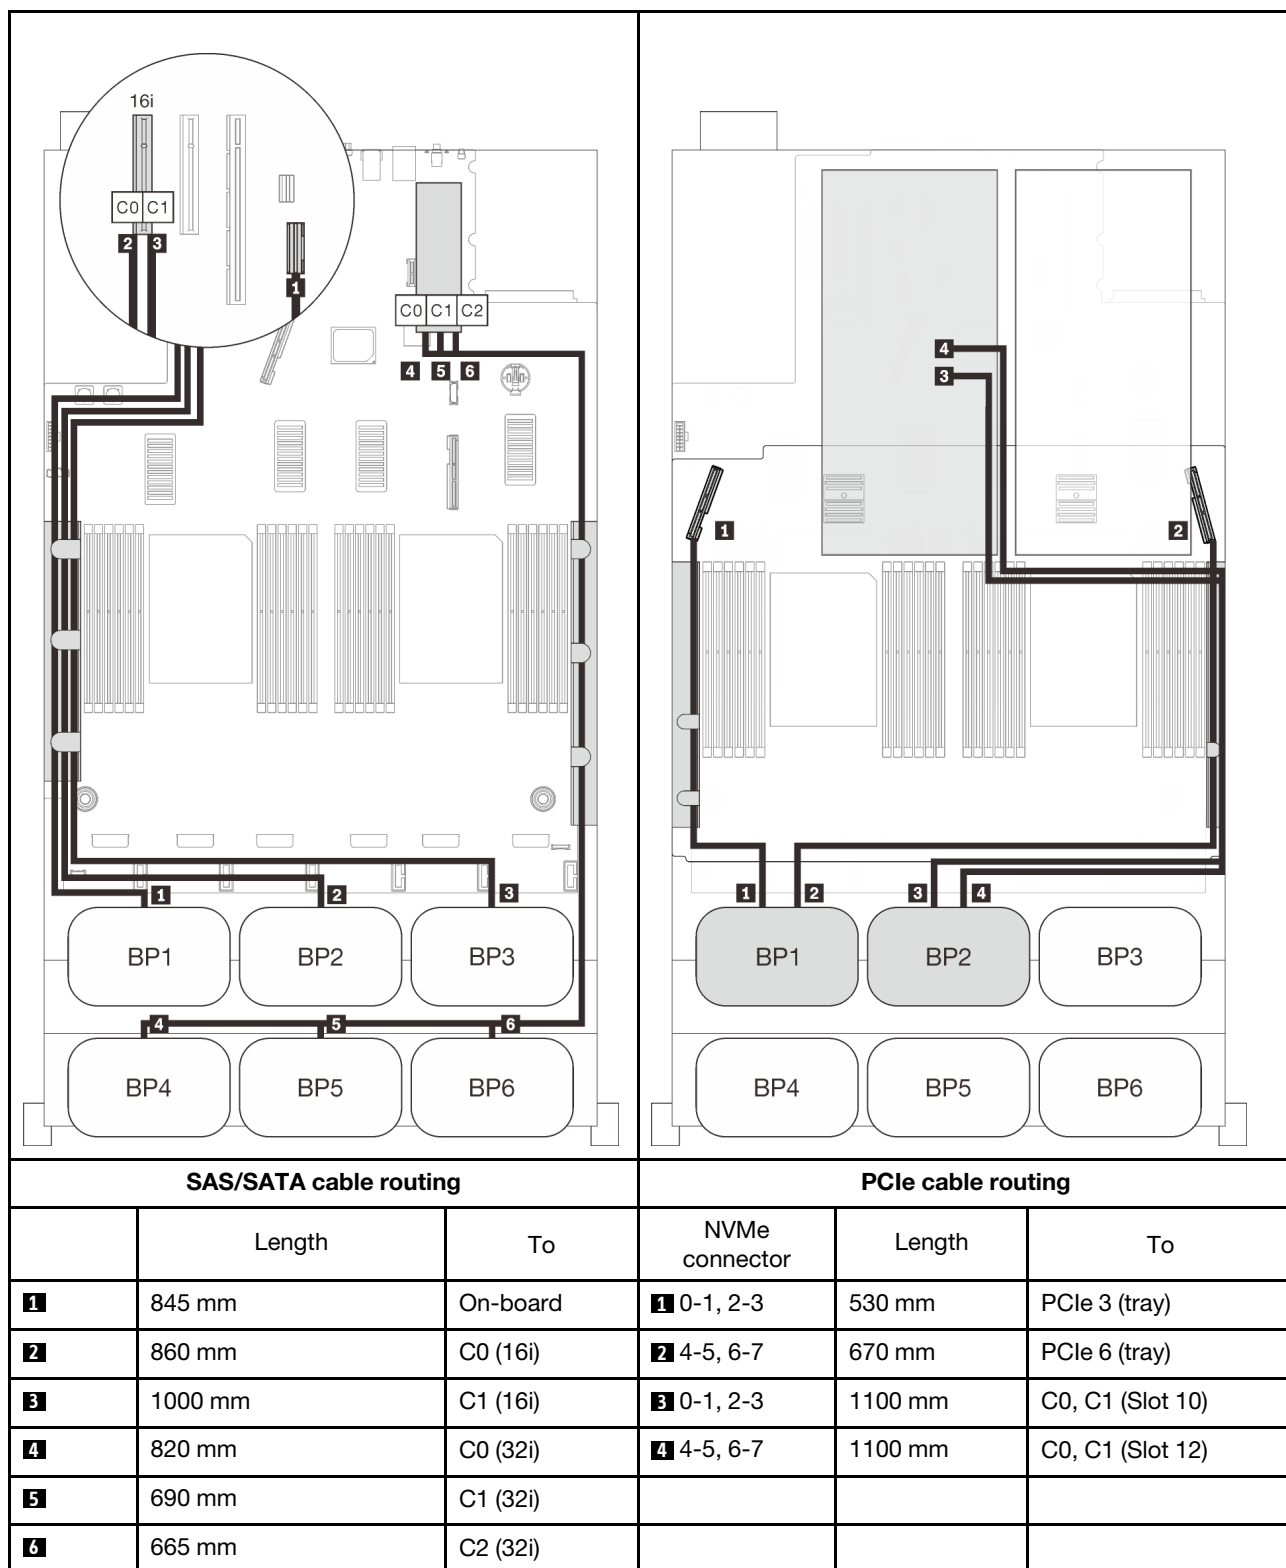 16i
C0 C1
2 3
1
C0 C1 C2
4 5 6
1 2 3
BP1 BP2 BP3
4 5 6
BP4 BP5 BP6
4
3
1 2
1 2 3 4
BP1 BP2 BP3
BP4 BP5 BP6
SAS/SATA cable routing PCIe cable routing
Length To NVMe connector Length To
1 845 mm On-board 1 0-1, 2-3 530 mm PCIe 3 (tray)
2 860 mm C0 (16i) 2 4-5, 6-7 670 mm PCIe 6 (tray)
3 1000 mm C1 (16i) 3 0-1, 2-3 1100 mm C0, C1 (Slot 10)
4 820 mm C0 (32i) 4 4-5, 6-7 1100 mm C0, C1 (Slot 12)
5 690 mm C1 (32i)
6 665 mm C2 (32i)